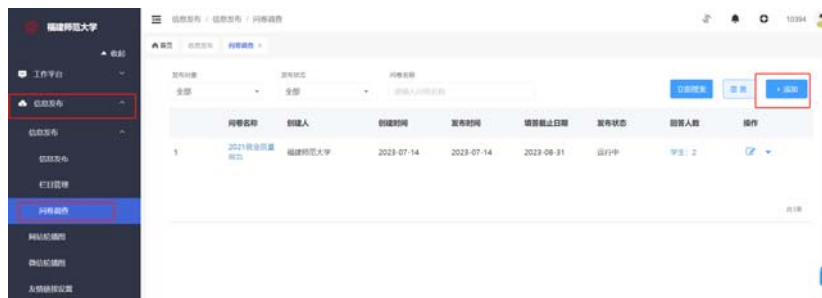 福建师范大学
信息发布 / 信息发布 / 问卷调查
10394
收起
首页 信息发布 问卷调查 ×
工作平台
发布对象 发布状态 问卷名称
全部 全部 请输入问卷名称
立即搜索 重置 + 添加
信息发布
问卷名称 创建人 创建时间 发布时间 填答截止日期 发布状态 回答人数 操作
信息发布
1 2021就业质量 福建师范大学 2023-07-14 2023-07-14 2023-08-31 运行中 学生：2
信息发布
栏目管理
问卷调查
共1条
网站轮播图
微信轮播图
友情链接设置